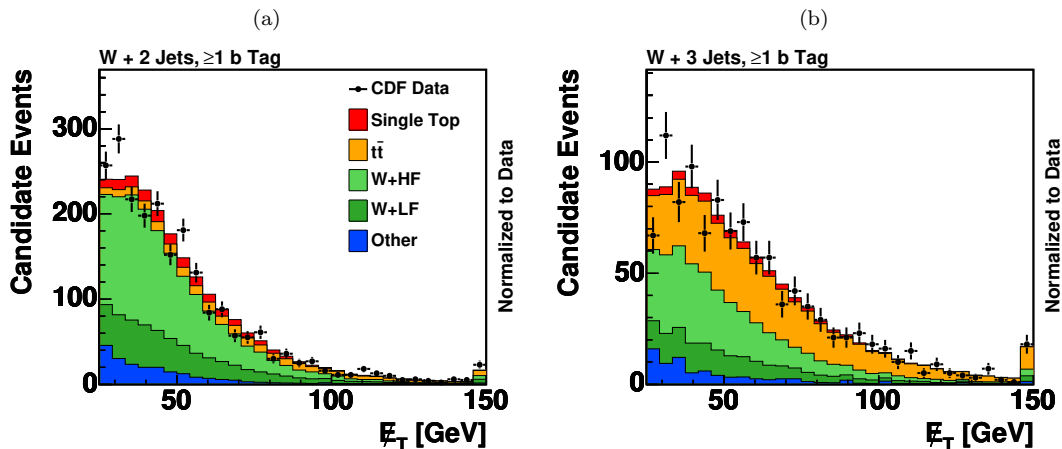 (a)
W + 2 Jets, ≥1 b Tag
Candidate Events
300
200
100
0
50
100
150
E̸_T [GeV]
CDF Data
Single Top
tt̄
W+HF
W+LF
Other
Normalized to Data
(b)
W + 3 Jets, ≥1 b Tag
Candidate Events
100
50
0
50
100
150
E̸_T [GeV]
Normalized to Data